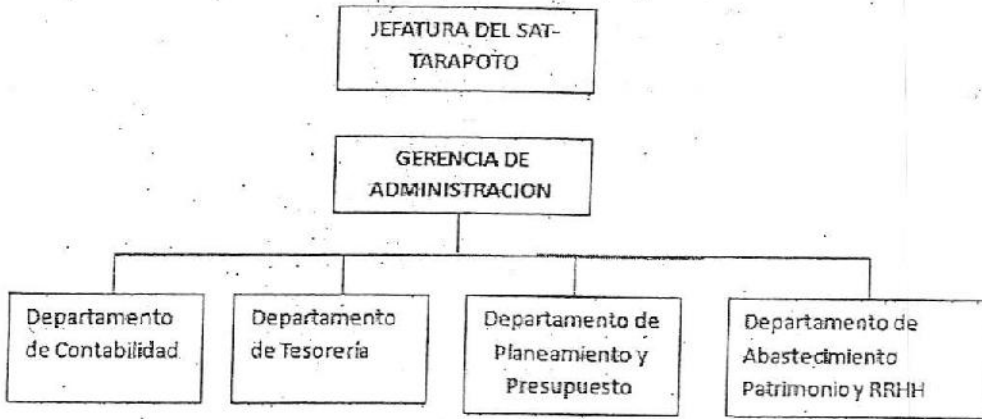 JEFATURA DEL SAT-
TARAPOTO
GERENCIA DE
ADMINISTRACION
Departamento
de Contabilidad
Departamento
de Tesorería
Departamento de
Planeamiento y
Presupuesto
Departamento de
Abastecimiento
Patrimonio y RRHH